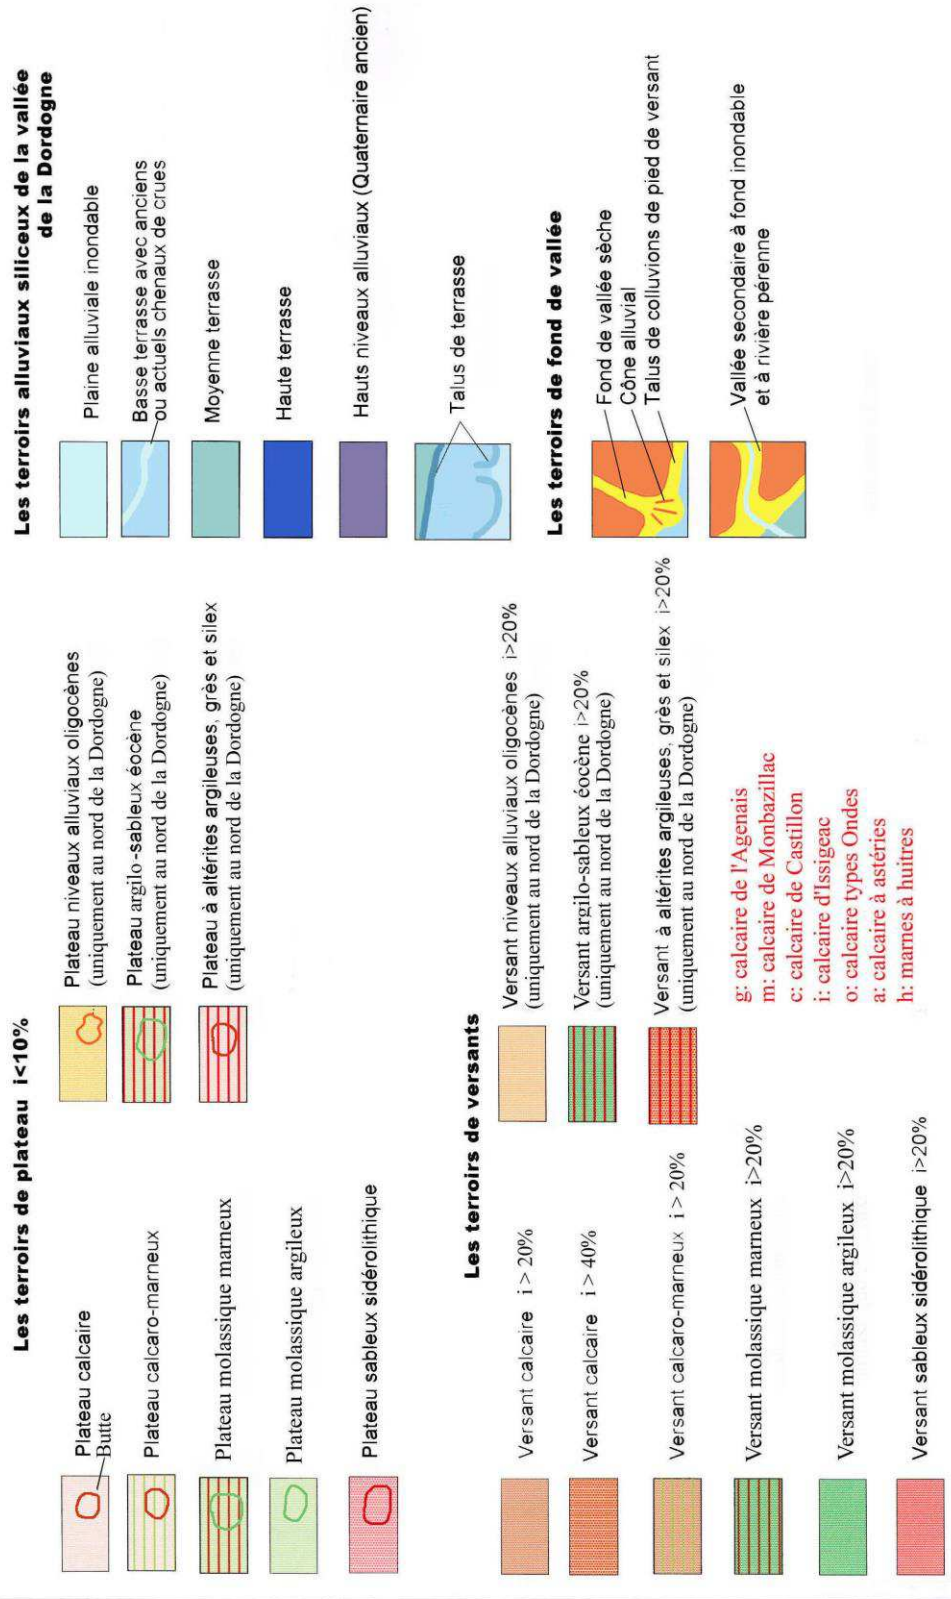 Les terroirs de plateau i<10%
Plateau calcaire
Butte
Plateau calcaro-marneux
Plateau molassique marneux
Plateau molassique argileux
Plateau sableux sidérolithique
Plateau niveaux alluviaux oligocènes
(uniquement au nord de la Dordogne)
Plateau argilo-sableux éocène
(uniquement au nord de la Dordogne)
Plateau à altérites argileuses, grès et silex
(uniquement au nord de la Dordogne)
Les terroirs alluviaux siliceux de la vallée
de la Dordogne
Plaine alluviale inondable
Basse terrasse avec anciens
ou actuels chenaux de crues
Moyenne terrasse
Haute terrasse
Hauts niveaux alluviaux (Quaternaire ancien)
Talus de terrasse
Les terroirs de versants
Versant calcaire i > 20%
Versant calcaire i > 40%
Versant calcaro-marneux i > 20%
Versant molassique marneux i>20%
Versant molassique argileux i>20%
Versant sableux sidérolithique i>20%
Versant niveaux alluviaux oligocènes i>20%
(uniquement au nord de la Dordogne)
Versant argilo-sableux éocène i>20%
(uniquement au nord de la Dordogne)
Versant à altérites argileuses, grès et silex i>20%
(uniquement au nord de la Dordogne)
g: calcaire de l'Agenais
m: calcaire de Monbazillac
c: calcaire de Castillon
i: calcaire d'Issigeac
o: calcaire types Ondes
a: calcaire à astéries
h: marnes à huitres
Les terroirs de fond de vallée
Fond de vallée sèche
Cône alluvial
Talus de colluvions de pied de versant
Vallée secondaire à fond inondable
et à rivière pérenne